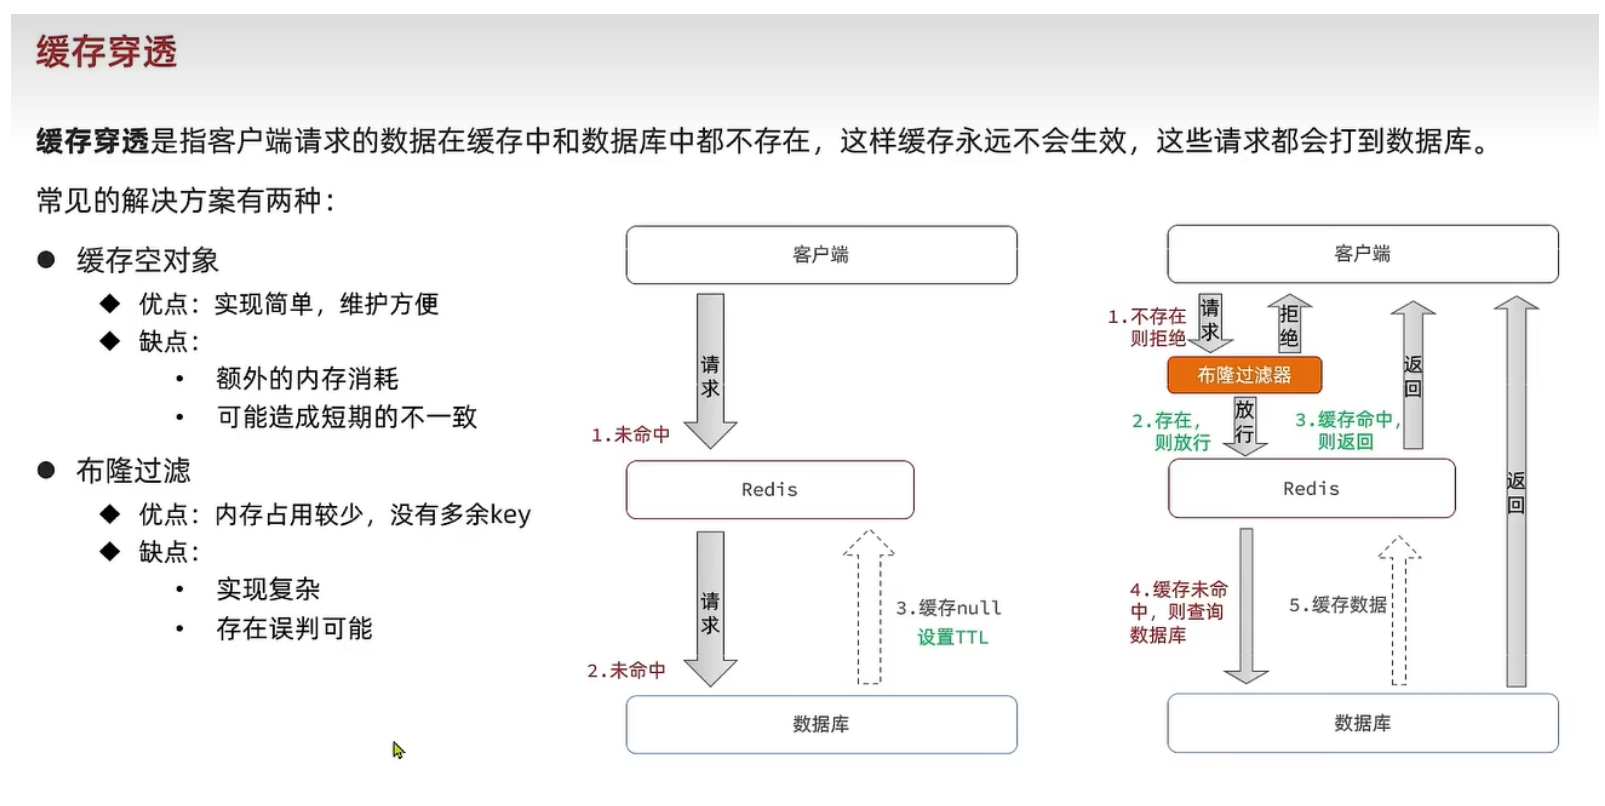 缓存穿透
缓存穿透是指客户端请求的数据在缓存中和数据库中都不存在，这样缓存永远不会生效，这些请求都会打到数据库。
常见的解决方案有两种：
● 缓存空对象
◆ 优点：实现简单，维护方便
◆ 缺点：
• 额外的内存消耗
• 可能造成短期的不一致
● 布隆过滤
◆ 优点：内存占用较少，没有多余key
◆ 缺点：
• 实现复杂
• 存在误判可能
客户端
请求
1.未命中
Redis
请求
2.未命中
3.缓存null
设置TTL
数据库
客户端
1.不存在
则拒绝
请求
拒绝
布隆过滤器
2.存在，
则放行
放行
3.缓存命中，
则返回
返回
Redis
返回
4.缓存未命
中，则查询
数据库
5.缓存数据
数据库